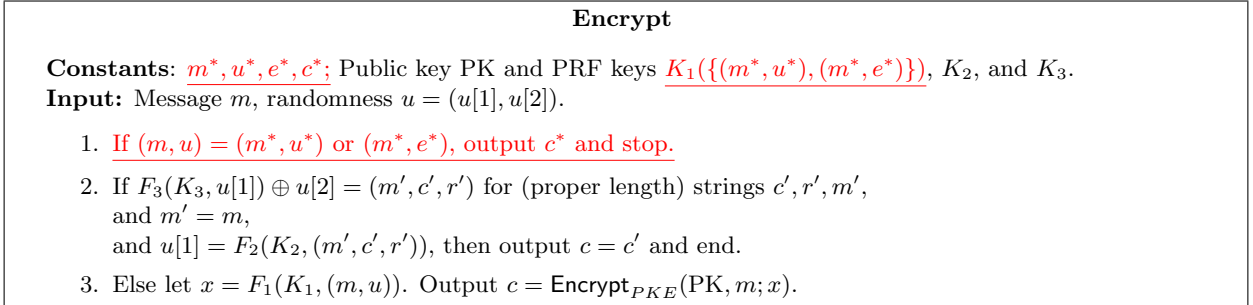 Encrypt
Constants: m*, u*, e*, c*; Public key PK and PRF keys K₁({(m*, u*), (m*, e*)}), K₂, and K₃.
Input: Message m, randomness u = (u[1], u[2]).
1. If (m, u) = (m*, u*) or (m*, e*), output c* and stop.
2. If F₃(K₃, u[1]) ⊕ u[2] = (m′, c′, r′) for (proper length) strings c′, r′, m′,
and m′ = m,
and u[1] = F₂(K₂, (m′, c′, r′)), then output c = c′ and end.
3. Else let x = F₁(K₁, (m, u)). Output c = Encrypt_PKE(PK, m; x).